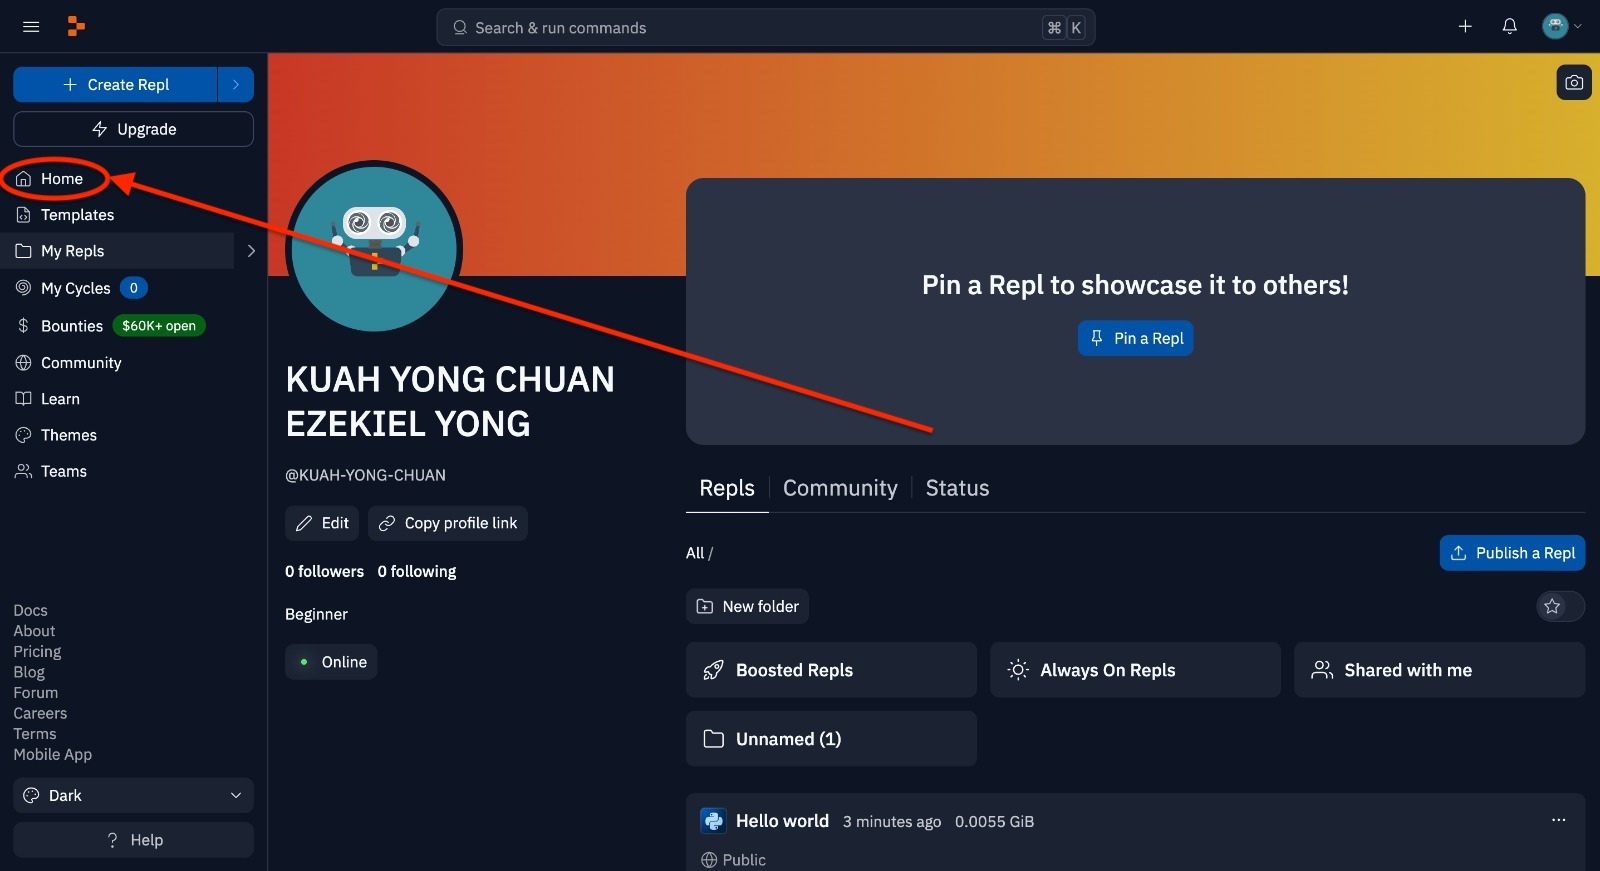 Search & run commands
⌘ K
+ Create Repl
Upgrade
Home
Templates
My Repls
My Cycles 0
Bounties $60K+ open
Community
Learn
Themes
Teams
Docs
About
Pricing
Blog
Forum
Careers
Terms
Mobile App
Dark
? Help
KUAH YONG CHUAN
EZEKIEL YONG
@KUAH-YONG-CHUAN
Edit
Copy profile link
0 followers 0 following
Beginner
Online
Pin a Repl to showcase it to others!
Pin a Repl
Repls Community Status
All /
Publish a Repl
New folder
Boosted Repls
Always On Repls
Shared with me
Unnamed (1)
Hello world 3 minutes ago 0.0055 GiB
Public